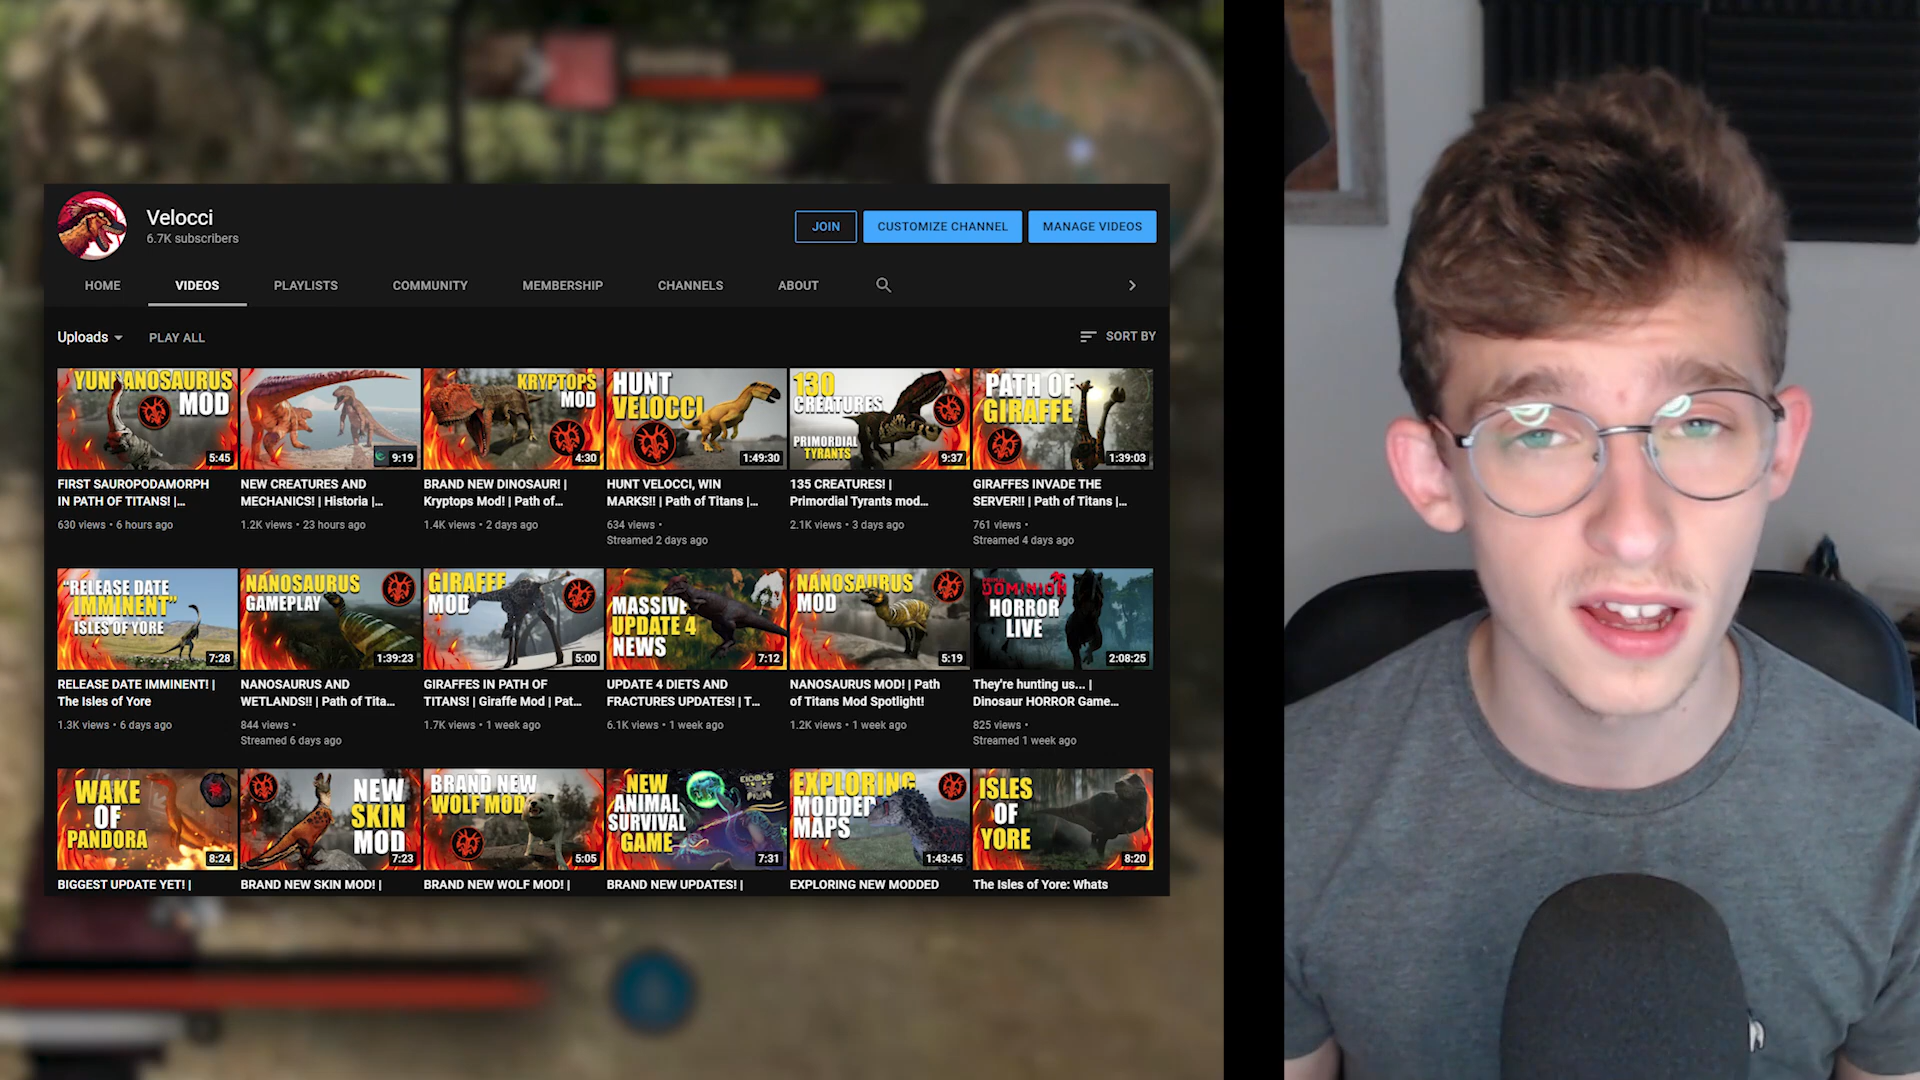 Velocci
6.7K subscribers
JOIN
CUSTOMIZE CHANNEL
MANAGE VIDEOS
HOME
VIDEOS
PLAYLISTS
COMMUNITY
MEMBERSHIP
CHANNELS
ABOUT
Uploads
PLAY ALL
SORT BY
YUNNANOSAURUS
MOD
5:45
FIRST SAUROPODAMORPH
IN PATH OF TITANS! |...
630 views • 6 hours ago
9:19
NEW CREATURES AND
MECHANICS! | Historia |...
1.2K views • 23 hours ago
KRYPTOPS
MOD
4:30
BRAND NEW DINOSAUR! |
Kryptops Mod! | Path of...
1.4K views • 2 days ago
HUNT
VELOCCI
1:49:30
HUNT VELOCCI, WIN
MARKS!! | Path of Titans |...
634 views •
Streamed 2 days ago
130
CREATURES
PRIMORDIAL
TYRANTS
9:37
135 CREATURES! |
Primordial Tyrants mod...
2.1K views • 3 days ago
PATH OF
GIRAFFE
1:39:03
GIRAFFES INVADE THE
SERVER!! | Path of Titans |...
761 views •
Streamed 4 days ago
"RELEASE DATE
IMMINENT"
ISLES OF YORE
7:28
RELEASE DATE IMMINENT! |
The Isles of Yore
1.3K views • 6 days ago
NANOSAURUS
GAMEPLAY
1:39:23
NANOSAURUS AND
WETLANDS!! | Path of Tita...
844 views •
Streamed 6 days ago
GIRAFFE
MOD
5:00
GIRAFFES IN PATH OF
TITANS! | Giraffe Mod | Pat...
1.7K views • 1 week ago
MASSIVE
UPDATE 4
NEWS
7:12
UPDATE 4 DIETS AND
FRACTURES UPDATES! | T...
6.1K views • 1 week ago
NANOSAURUS
MOD
5:19
NANOSAURUS MOD! | Path
of Titans Mod Spotlight!
1.2K views • 1 week ago
DOMINION
HORROR
LIVE
2:08:25
They're hunting us... |
Dinosaur HORROR Game...
825 views •
Streamed 1 week ago
WAKE
OF
PANDORA
8:24
BIGGEST UPDATE YET! |
NEW
SKIN
MOD
7:23
BRAND NEW SKIN MOD! |
BRAND NEW
WOLF MOD
5:05
BRAND NEW WOLF MOD! |
NEW
ANIMAL
SURVIVAL
GAME
7:31
BRAND NEW UPDATES! |
EXPLORING
MODDED
MAPS
1:43:45
EXPLORING NEW MODDED
ISLES
OF
YORE
8:20
The Isles of Yore: Whats